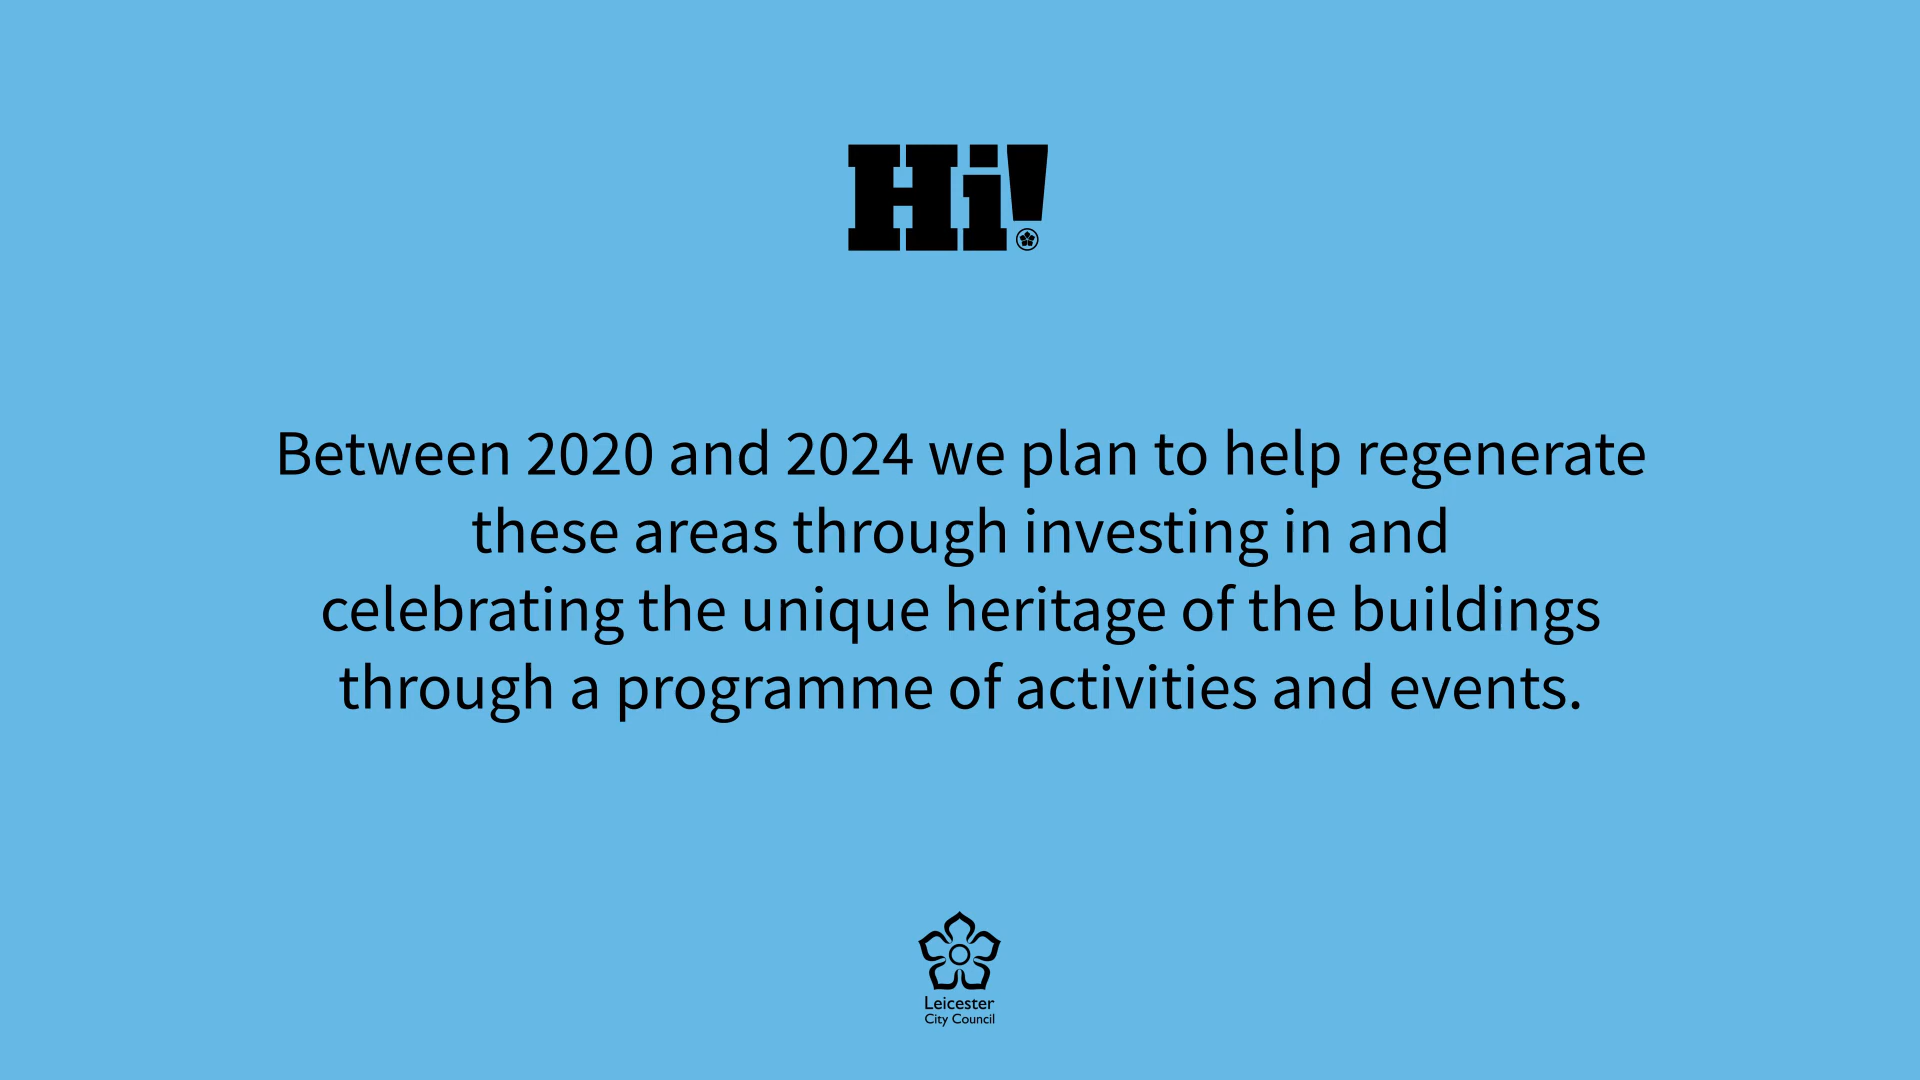 Hi!
Between 2020 and 2024 we plan to help regenerate
these areas through investing in and
celebrating the unique heritage of the buildings
through a programme of activities and events.
Leicester
City Council